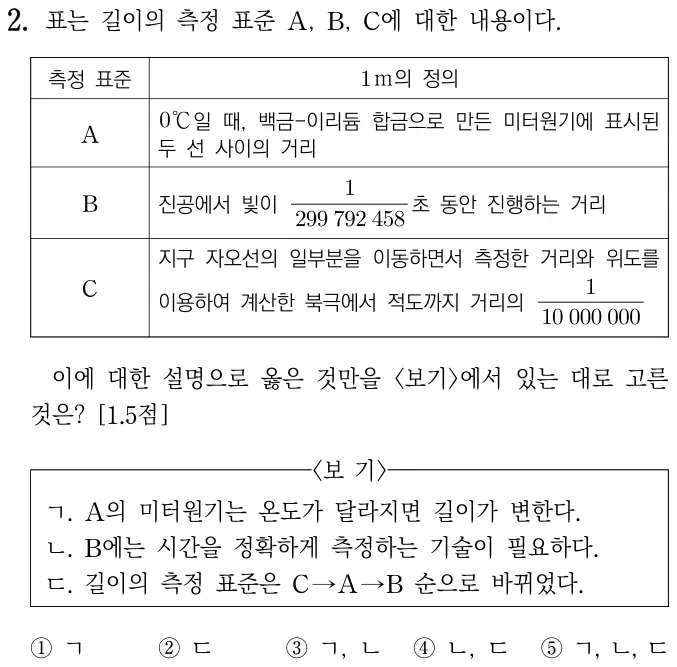 2. 표는 길이의 측정 표준 A, B, C에 대한 내용이다.
측정 표준 1m의 정의
A 0℃일 때, 백금-이리듐 합금으로 만든 미터원기에 표시된
두 선 사이의 거리
B 진공에서 빛이 1/299 792 458 초 동안 진행하는 거리
C 지구 자오선의 일부분을 이동하면서 측정한 거리와 위도를
이용하여 계산한 북극에서 적도까지 거리의 1/10 000 000
이에 대한 설명으로 옳은 것만을 〈보기〉에서 있는 대로 고른
것은? [1.5점]
〈보 기〉
ㄱ. A의 미터원기는 온도가 달라지면 길이가 변한다.
ㄴ. B에는 시간을 정확하게 측정하는 기술이 필요하다.
ㄷ. 길이의 측정 표준은 C→A→B 순으로 바뀌었다.
① ㄱ ② ㄷ ③ ㄱ, ㄴ ④ ㄴ, ㄷ ⑤ ㄱ, ㄴ, ㄷ